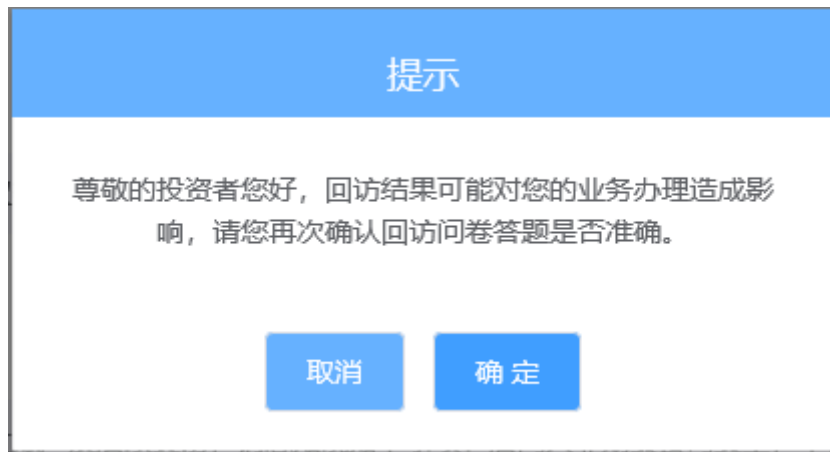 提示
尊敬的投资者您好，回访结果可能对您的业务办理造成影
响，请您再次确认回访问卷答题是否准确。
取消
确 定